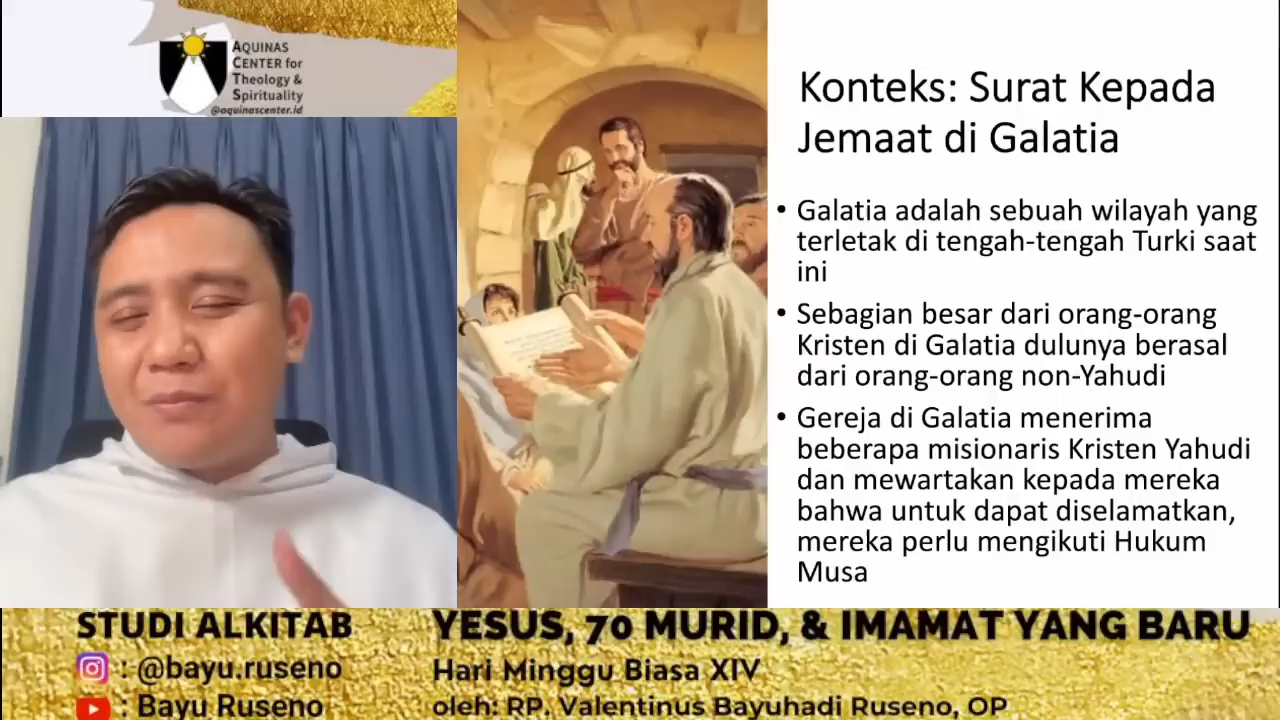 AQUINAS
CENTER for
Theology &
Spirituality
@aquinascenter.id
Konteks: Surat Kepada
Jemaat di Galatia
• Galatia adalah sebuah wilayah yang
terletak di tengah-tengah Turki saat
ini
• Sebagian besar dari orang-orang
Kristen di Galatia dulunya berasal
dari orang-orang non-Yahudi
• Gereja di Galatia menerima
beberapa misionaris Kristen Yahudi
dan mewartakan kepada mereka
bahwa untuk dapat diselamatkan,
mereka perlu mengikuti Hukum
Musa
STUDI ALKITAB
: @bayu.ruseno
: Bayu Ruseno
YESUS, 70 MURID, & IMAMAT YANG BARU
Hari Minggu Biasa XIV
oleh: RP. Valentinus Bayuhadi Ruseno, OP